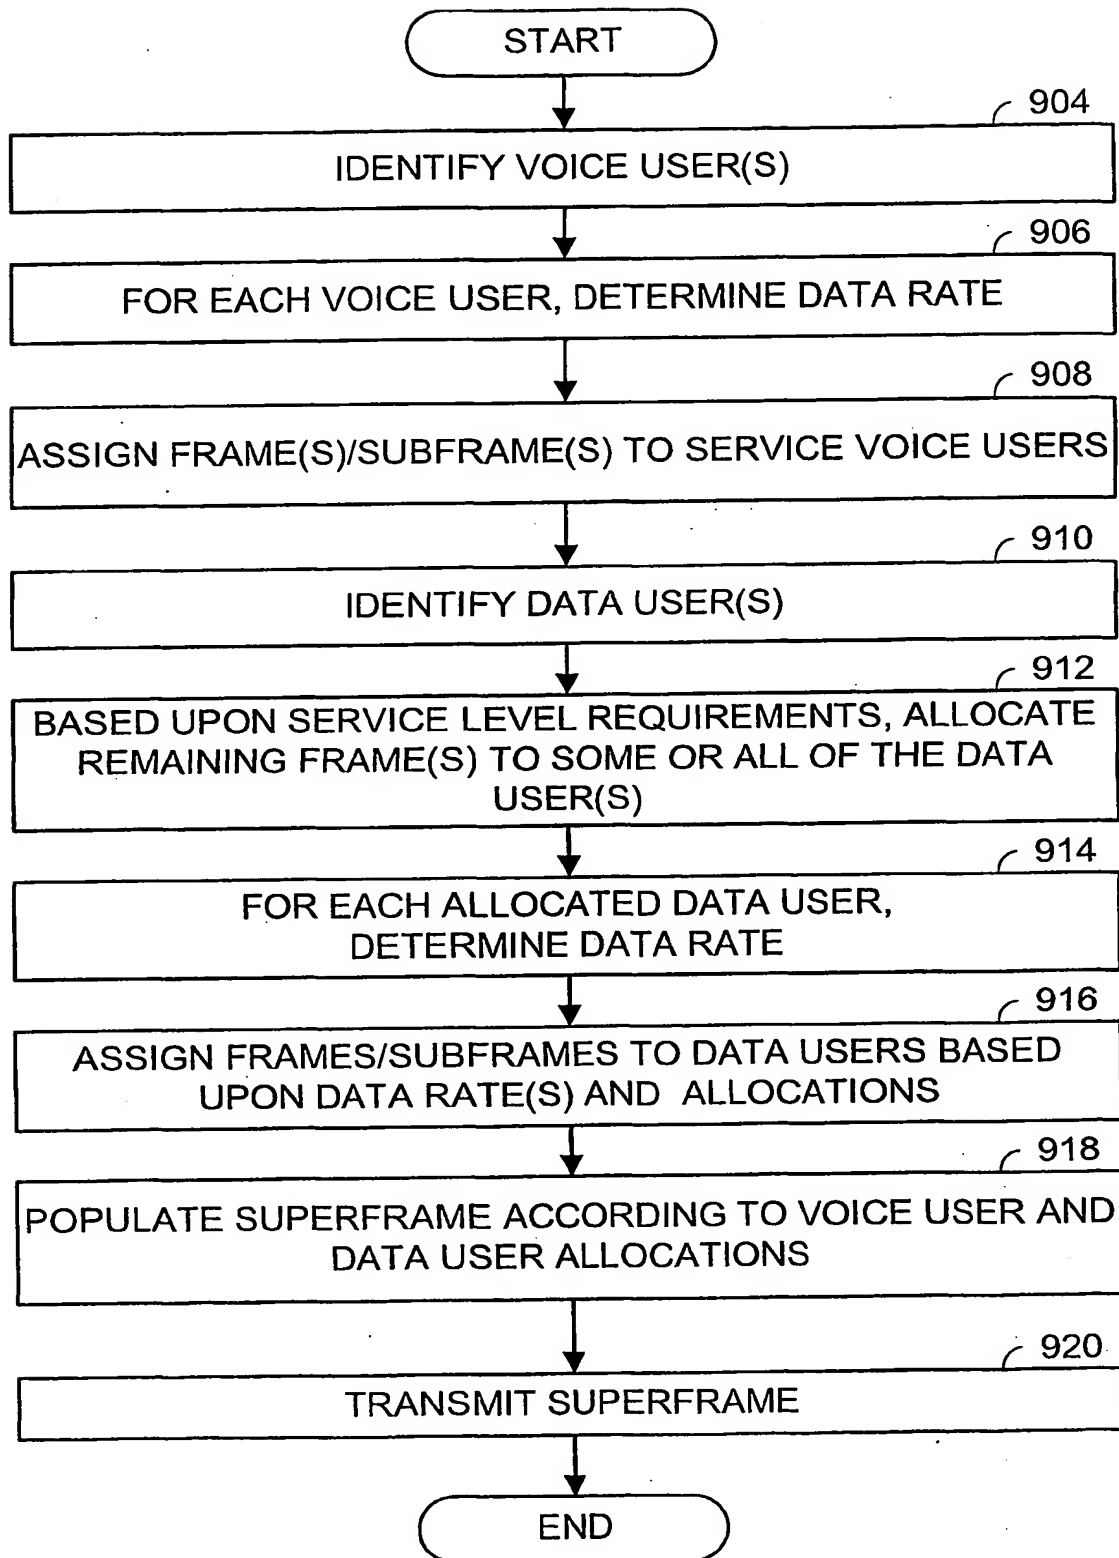 START
904
IDENTIFY VOICE USER(S)
906
FOR EACH VOICE USER, DETERMINE DATA RATE
908
ASSIGN FRAME(S)/SUBFRAME(S) TO SERVICE VOICE USERS
910
IDENTIFY DATA USER(S)
912
BASED UPON SERVICE LEVEL REQUIREMENTS, ALLOCATE
REMAINING FRAME(S) TO SOME OR ALL OF THE DATA
USER(S)
914
FOR EACH ALLOCATED DATA USER,
DETERMINE DATA RATE
916
ASSIGN FRAMES/SUBFRAMES TO DATA USERS BASED
UPON DATA RATE(S) AND ALLOCATIONS
918
POPULATE SUPERFRAME ACCORDING TO VOICE USER AND
DATA USER ALLOCATIONS
920
TRANSMIT SUPERFRAME
END